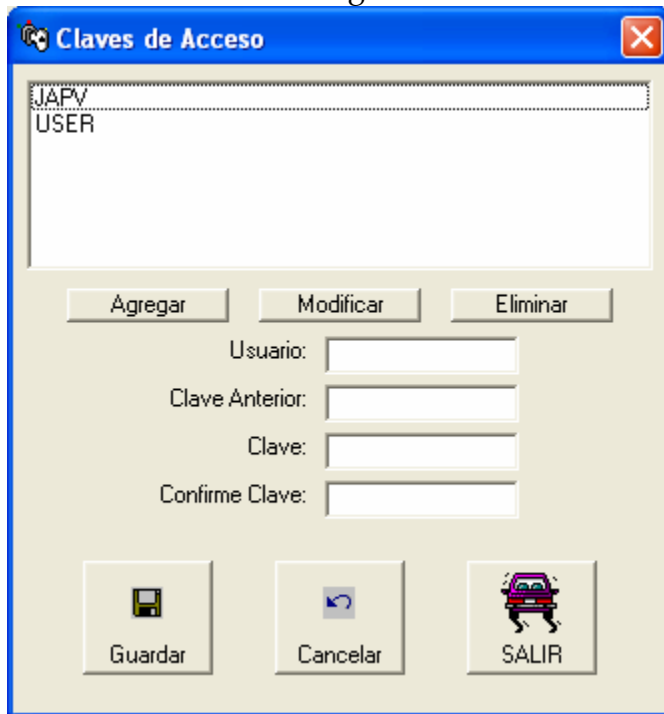 Claves de Acceso
JAPV
USER
Agregar Modificar Eliminar
Usuario:
Clave Anterior:
Clave:
Confirme Clave:
Guardar Cancelar SALIR